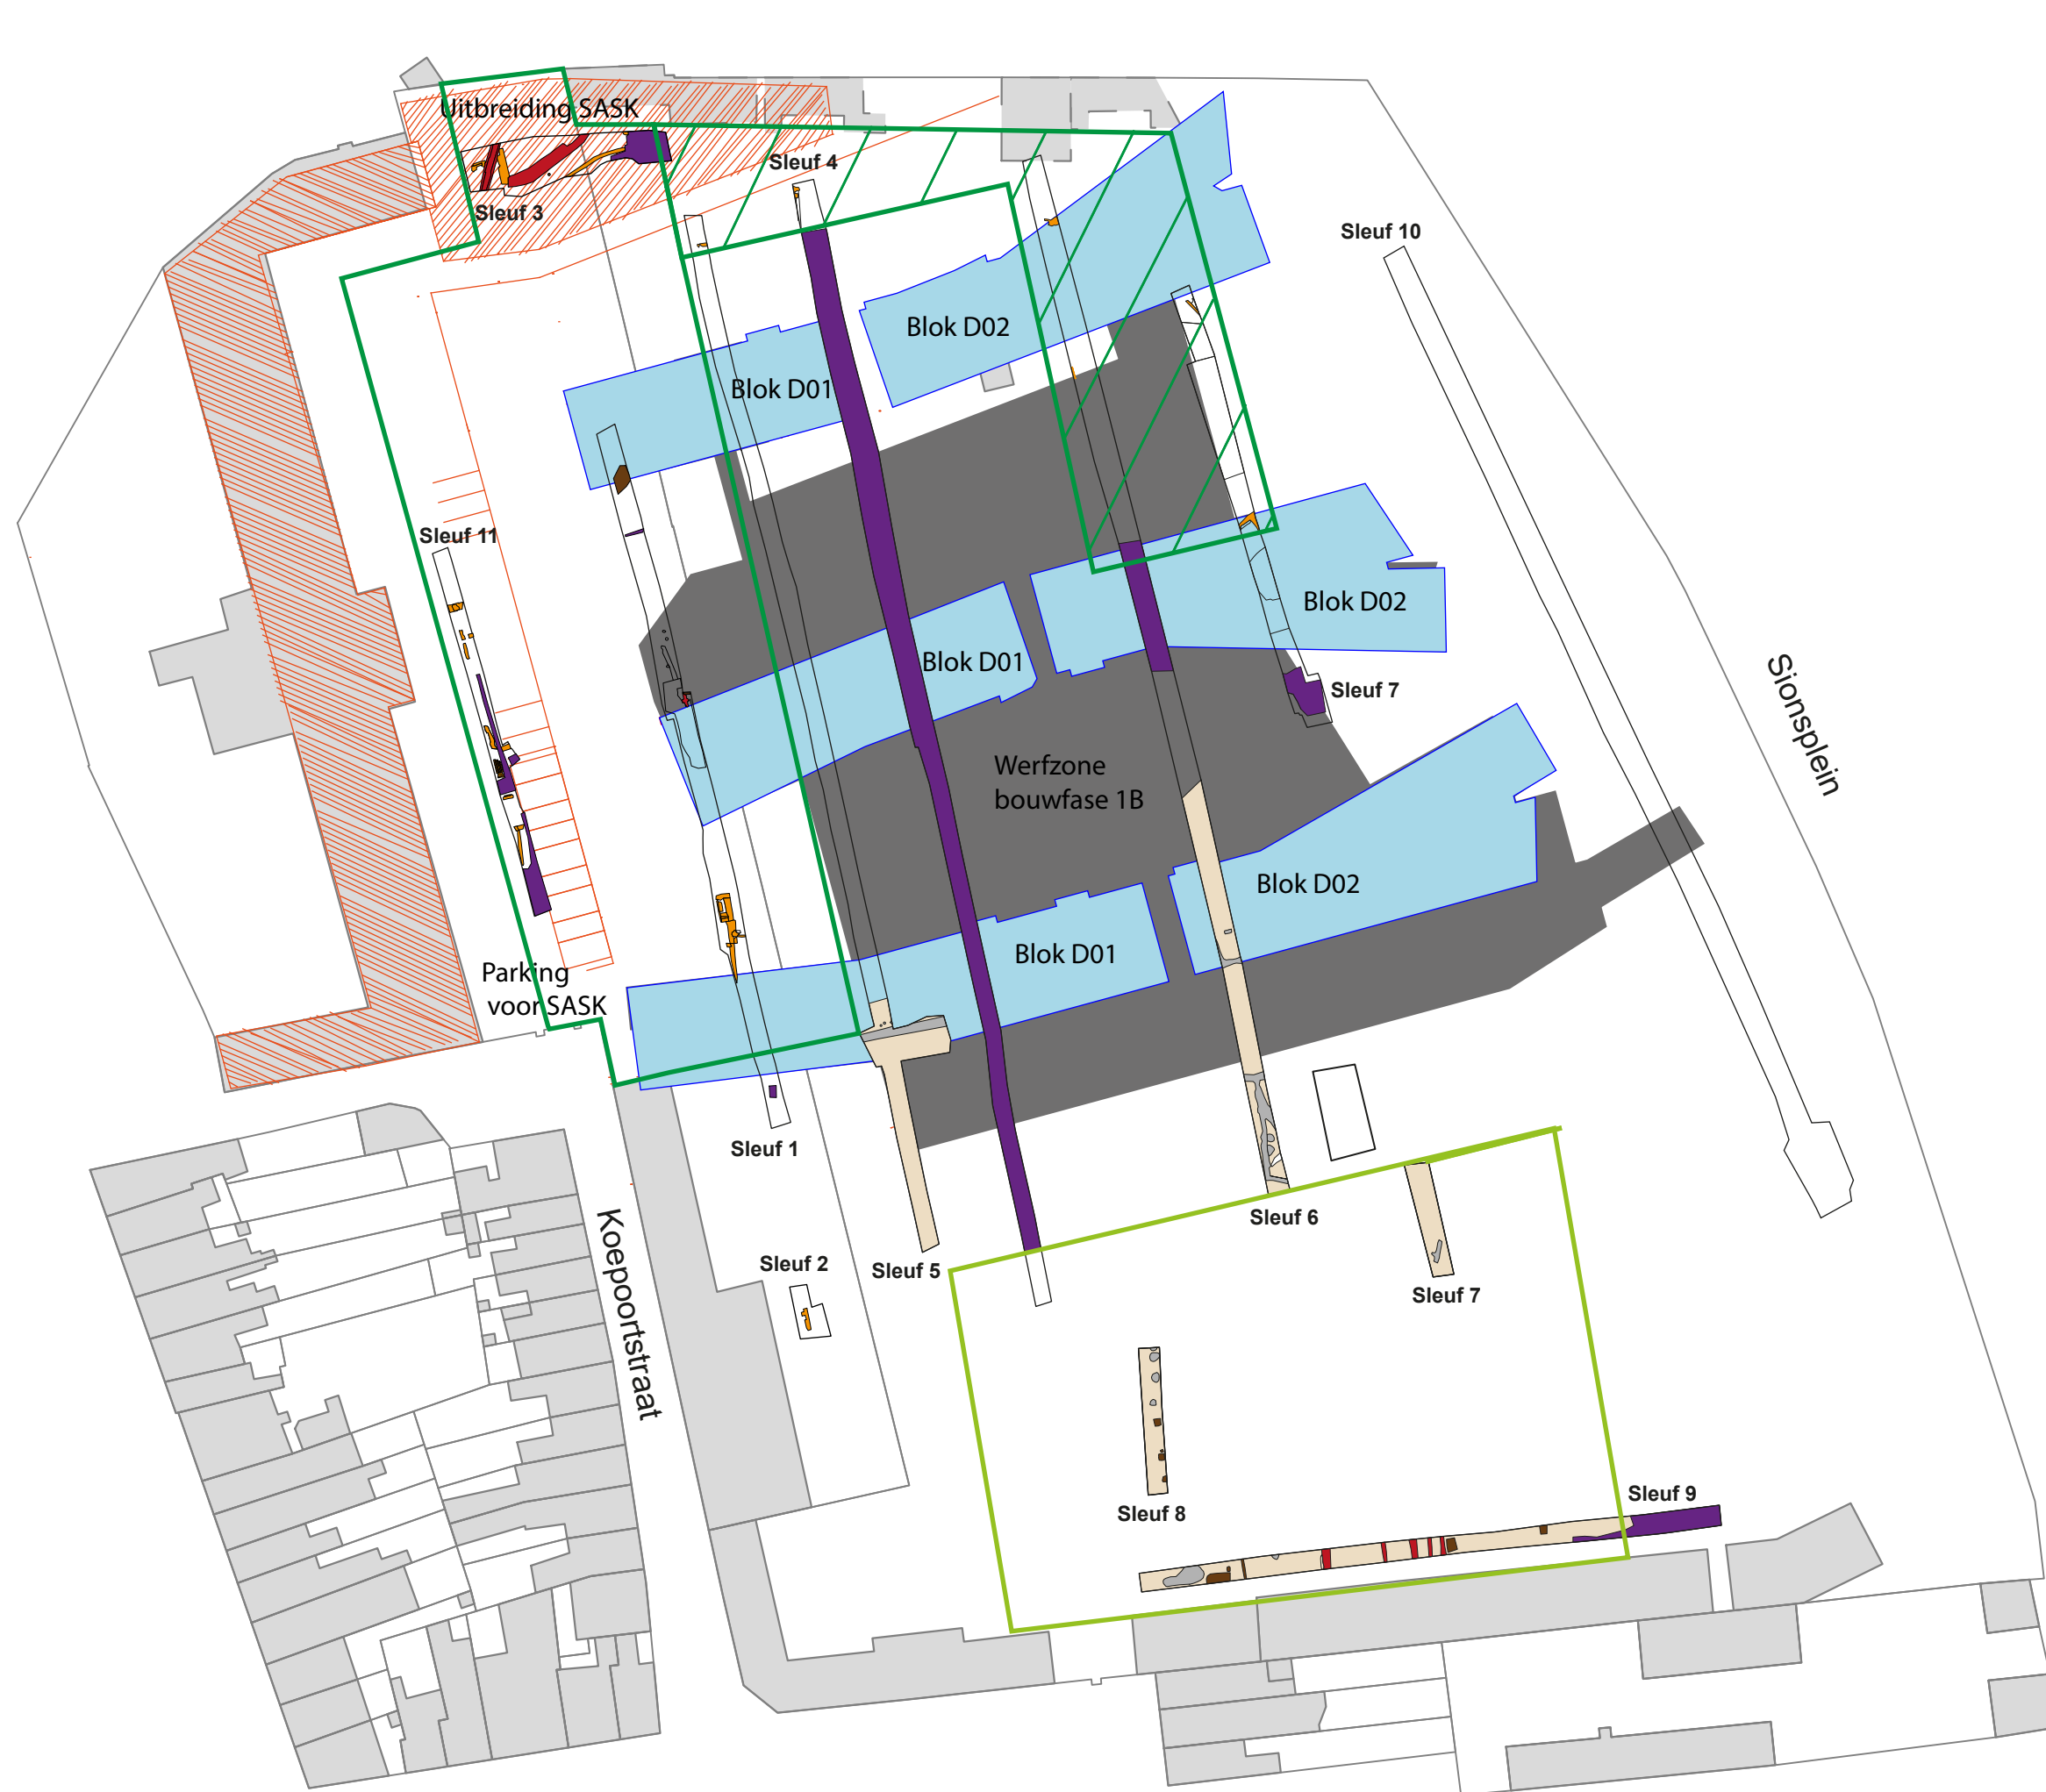 Uitbreiding SASK
Sleuf 4
Sleuf 3
Sleuf 10
Blok D02
Blok D01
Sleuf 11
Blok D02
Blok D01
Sleuf 7
Sionsplein
Werfzone
bouwfase 1B
Blok D02
Blok D01
Parking
voor SASK
Sleuf 1
Sleuf 6
Koepoortstraat
Sleuf 2
Sleuf 5
Sleuf 7
Sleuf 9
Sleuf 8